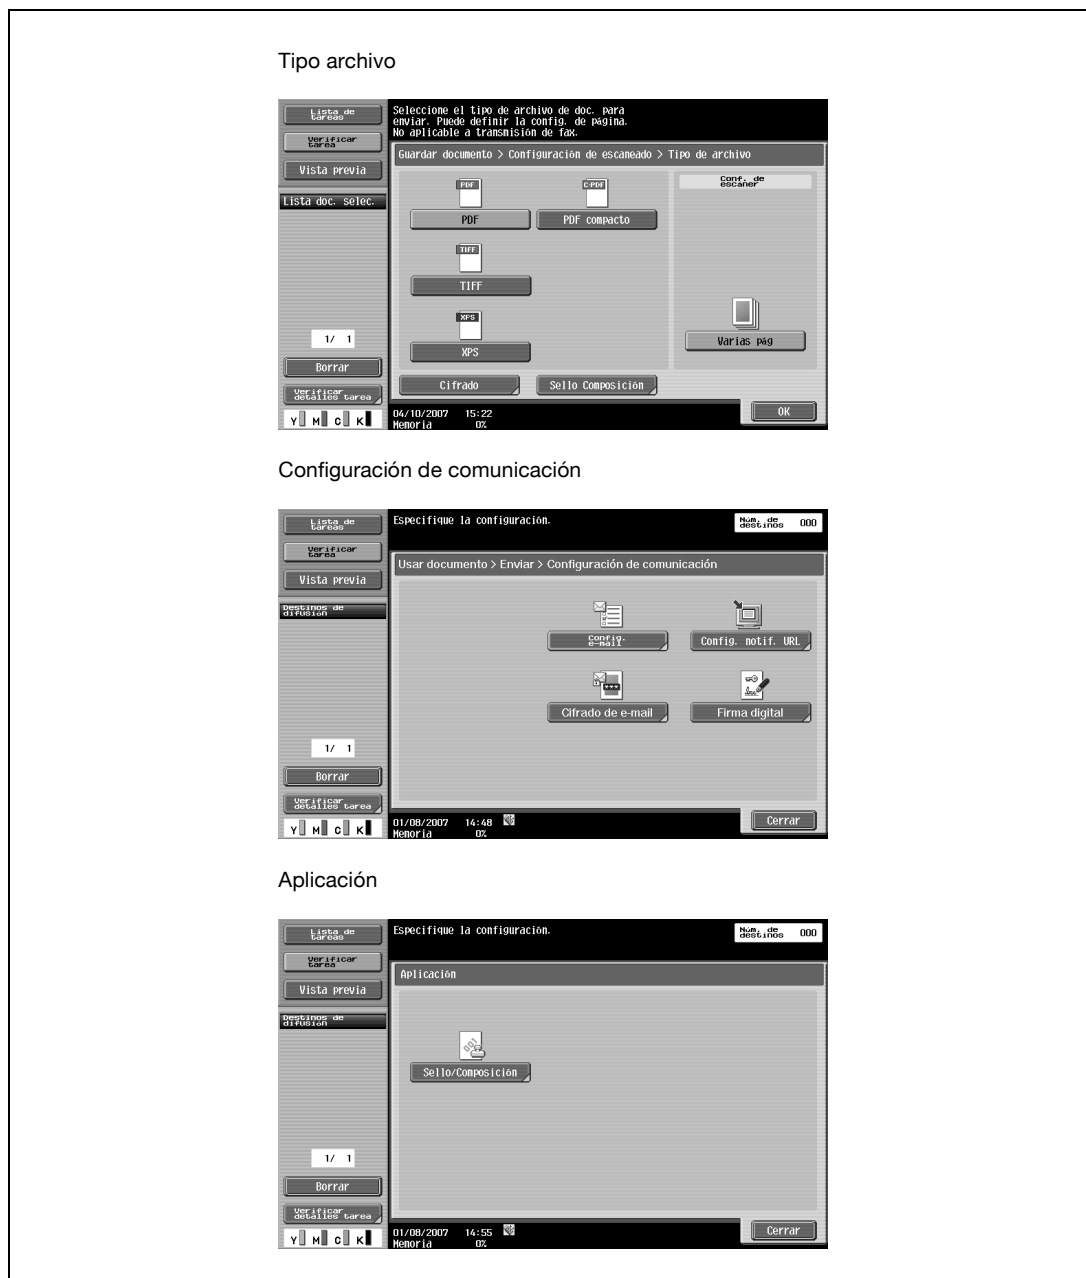 Tipo archivo
Lista de
tareas
Verificar
tarea
Vista previa
Lista doc. selec.
1/ 1
Borrar
Verificar
detalles tarea
Y M C K
Seleccione el tipo de archivo de doc. para
enviar. Puede definir la config. de página.
No aplicable a transmisión de fax.
Guardar documento > Configuración de escaneado > Tipo de archivo
PDF
PDF
C-PDF
PDF compacto
TIFF
TIFF
XPS
XPS
Conf. de
escaner
Varias pág
Cifrado
Sello Composición
04/10/2007 15:22
Memoria 0%
OK
Configuración de comunicación
Lista de
tareas
Verificar
tarea
Vista previa
Destinos de
difusión
1/ 1
Borrar
Verificar
detalles tarea
Y M C K
Especifique la configuración.
Núm. de
destinos 000
Usar documento > Enviar > Configuración de comunicación
Config.
e-mail
Config. notif. URL
Cifrado de e-mail
Firma digital
01/08/2007 14:48
Memoria 0%
Cerrar
Aplicación
Lista de
tareas
Verificar
tarea
Vista previa
Destinos de
difusión
1/ 1
Borrar
Verificar
detalles tarea
Y M C K
Especifique la configuración.
Núm. de
destinos 000
Aplicación
001
Sello/Composición
01/08/2007 14:55
Memoria 0%
Cerrar